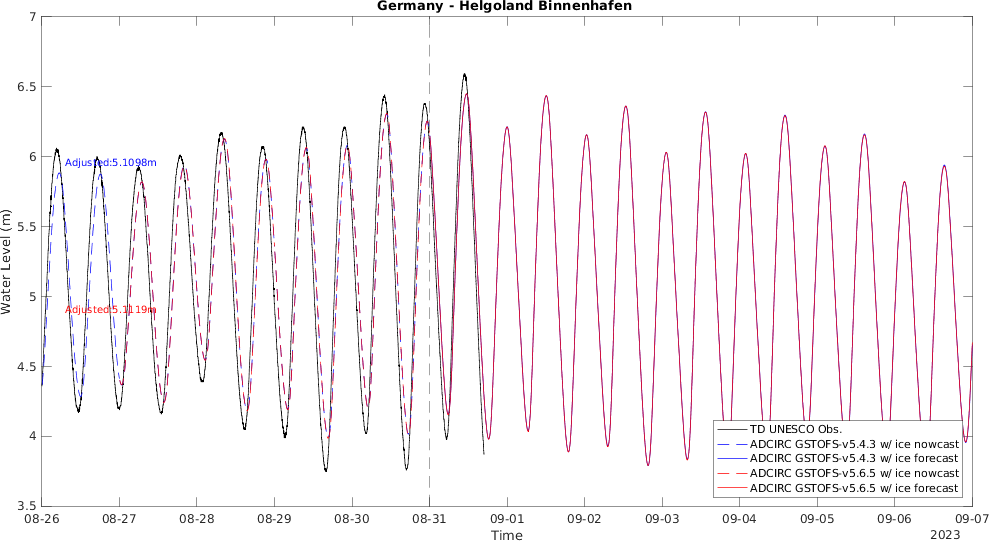 Germany - Helgoland Binnenhafen
7
6.5
6
5.5
5
4.5
4
3.5
Water Level (m)
Adjusted:5.1098m
Adjusted:5.1119m
TD UNESCO Obs.
ADCIRC GSTOFS-v5.4.3 w/ ice nowcast
ADCIRC GSTOFS-v5.4.3 w/ ice forecast
ADCIRC GSTOFS-v5.6.5 w/ ice nowcast
ADCIRC GSTOFS-v5.6.5 w/ ice forecast
08-26 08-27 08-28 08-29 08-30 08-31 09-01 09-02 09-03 09-04 09-05 09-06 09-07
Time
2023